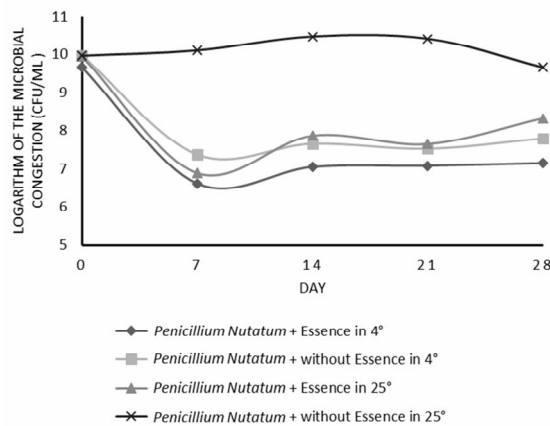 LOGARITHM OF THE MICROBIAL
CONGESTION (CFU/ML)
11
10
9
8
7
6
5
0 7 14 21 28
DAY
Penicillium Nutatum + Essence in 4°
Penicillium Nutatum + without Essence in 4°
Penicillium Nutatum + Essence in 25°
Penicillium Nutatum + without Essence in 25°